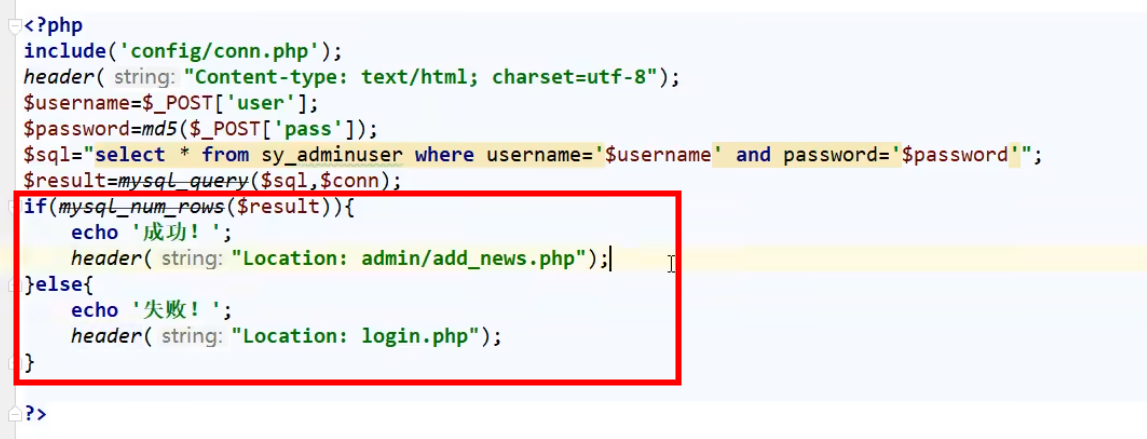 <?php
include('config/conn.php');
header( string: "Content-type: text/html; charset=utf-8");
$username=$_POST['user'];
$password=md5($_POST['pass']);
$sql="select * from sy_adminuser where username='$username' and password='$password'";
$result=mysql_query($sql,$conn);
if(mysql_num_rows($result)){
    echo '成功！';
    header( string: "Location: admin/add_news.php");
}else{
    echo '失败！';
    header( string: "Location: login.php");
}
?>